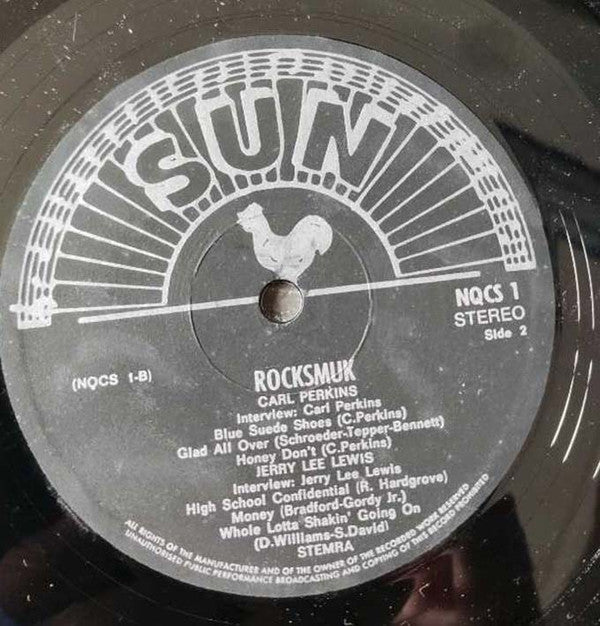 SUN
NQCS 1
STEREO
Side 2
(NQCS 1-B)
ROCKSMUK
CARL PERKINS
Interview: Carl Perkins
Blue Suede Shoes (C.Perkins)
Glad All Over (Schroeder-Tepper-Bennett)
Honey Don't (C.Perkins)
JERRY LEE LEWIS
Interview: Jerry Lee Lewis
High School Confidential (R. Hardgrove)
Money (Bradford-Gordy Jr.)
Whole Lotta Shakin' Going On
(D.Williams-S.David)
STEMRA
ALL RIGHTS OF THE MANUFACTURER AND OF THE OWNER OF THE RECORDED WORK RESERVED
UNAUTHORISED PUBLIC PERFORMANCE BROADCASTING AND COPYING OF THIS RECORD PROHIBITED